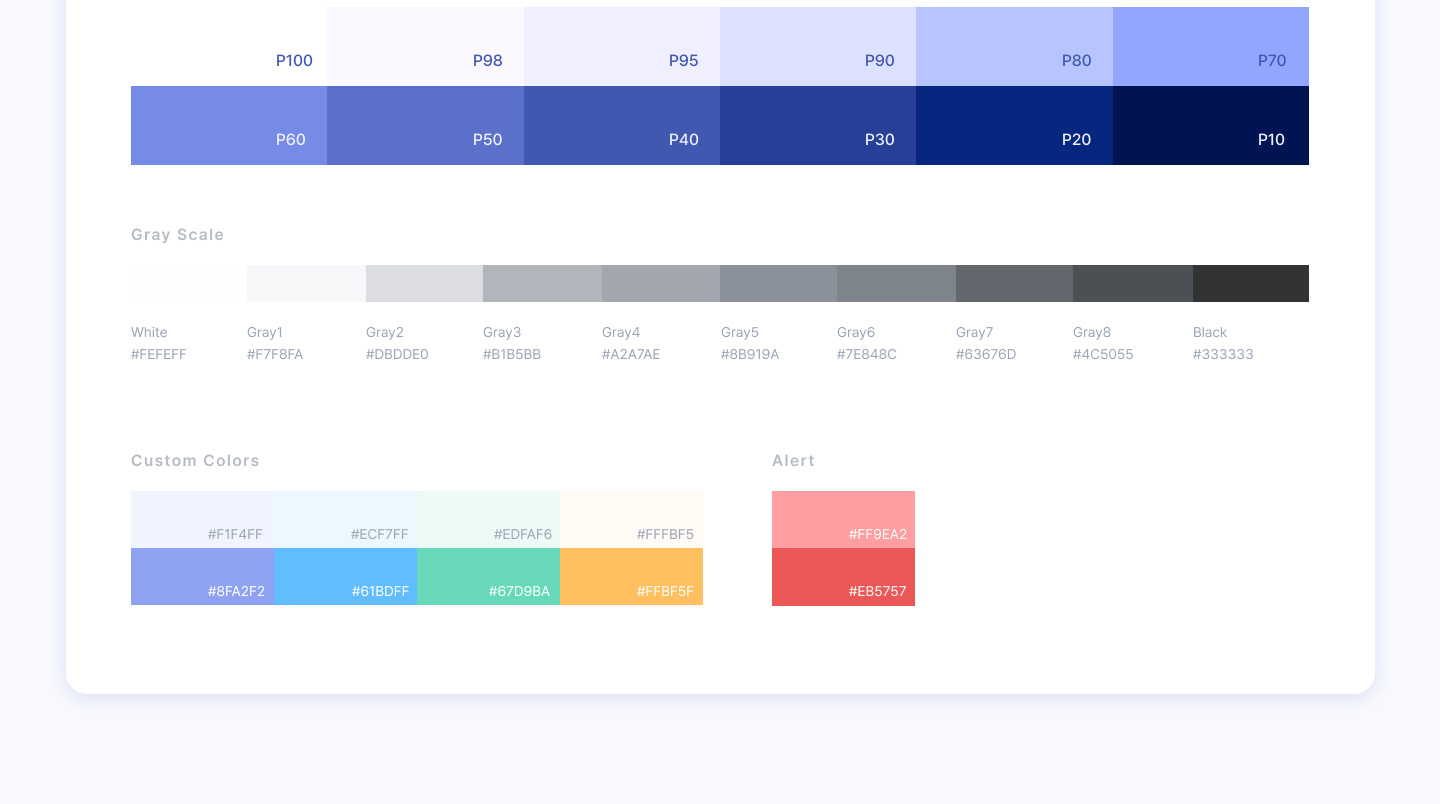 P100 P98 P95 P90 P80 P70
P60 P50 P40 P30 P20 P10
Gray Scale
White Gray1 Gray2 Gray3 Gray4 Gray5 Gray6 Gray7 Gray8 Black
#FEFEFF #F7F8FA #DBDDE0 #B1B5BB #A2A7AE #8B919A #7E848C #63676D #4C5055 #333333
Custom Colors Alert
#F1F4FF #ECF7FF #EDFAF6 #FFFBF5 #FF9EA2
#8FA2F2 #61BDFF #67D9BA #FFBF5F #EB5757